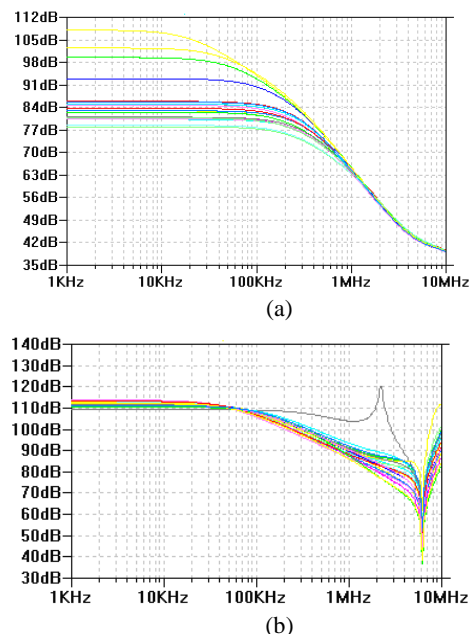 112dB
105dB
98dB
91dB
84dB
77dB
70dB
63dB
56dB
49dB
42dB
35dB
1KHz 10KHz 100KHz 1MHz 10MHz
(a)
140dB
130dB
120dB
110dB
100dB
90dB
80dB
70dB
60dB
50dB
40dB
30dB
1KHz 10KHz 100KHz 1MHz 10MHz
(b)